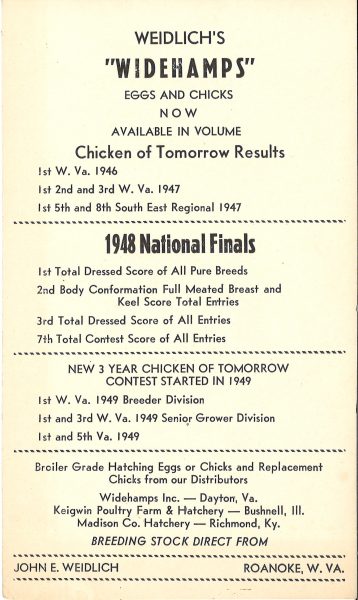 WEIDLICH'S
"WIDEHAMPS"
EGGS AND CHICKS
NOW
AVAILABLE IN VOLUME
Chicken of Tomorrow Results
1st W. Va. 1946
1st 2nd and 3rd W. Va. 1947
1st 5th and 8th South East Regional 1947
1948 National Finals
1st Total Dressed Score of All Pure Breeds
2nd Body Conformation Full Meated Breast and
Keel Score Total Entries
3rd Total Dressed Score of All Entries
7th Total Contest Score of All Entries
NEW 3 YEAR CHICKEN OF TOMORROW
CONTEST STARTED IN 1949
1st W. Va. 1949 Breeder Division
1st and 3rd W. Va. 1949 Senior Grower Division
1st and 5th Va. 1949
Broiler Grade Hatching Eggs or Chicks and Replacement
Chicks from our Distributors
Widehamps Inc. — Dayton, Va.
Keigwin Poultry Farm & Hatchery — Bushnell, Ill.
Madison Co. Hatchery — Richmond, Ky.
BREEDING STOCK DIRECT FROM
JOHN E. WEIDLICH ROANOKE, W. VA.